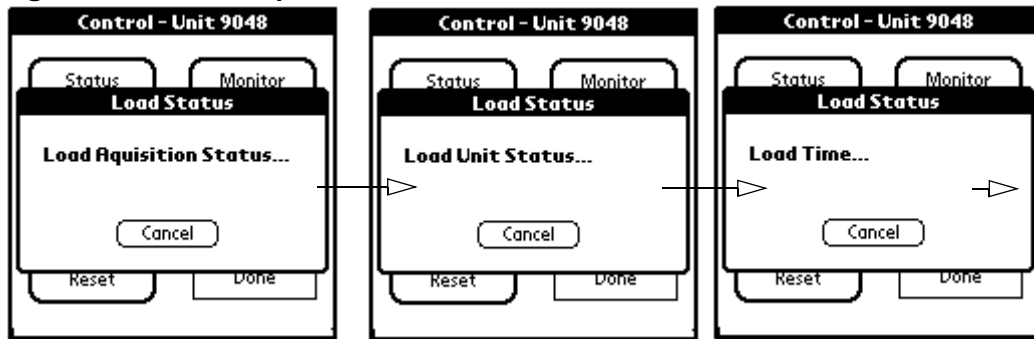 Control - Unit 9048
Status Monitor
Load Status
Load Aquisition Status...
Cancel
Reset Done
Control - Unit 9048
Status Monitor
Load Status
Load Unit Status...
Cancel
Reset Done
Control - Unit 9048
Status Monitor
Load Status
Load Time...
Cancel
Reset Done